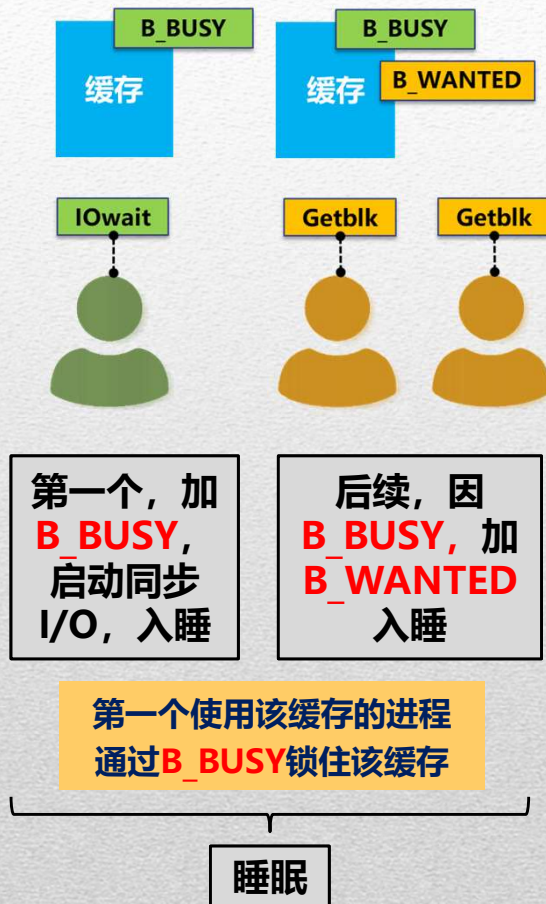 B_BUSY
缓存
B_BUSY
缓存
B_WANTED
IOwait
Getblk
Getblk
第一个，加
B_BUSY，
启动同步
I/O，入睡
后续，因
B_BUSY，加
B_WANTED
入睡
第一个使用该缓存的进程
通过B_BUSY锁住该缓存
睡眠